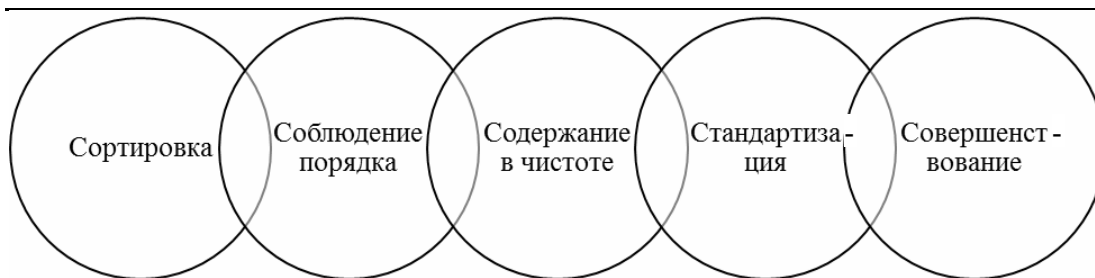 Сортировка
Соблюдение
порядка
Содержание
в чистоте
Стандартиза -
ция
Совершенст -
вование